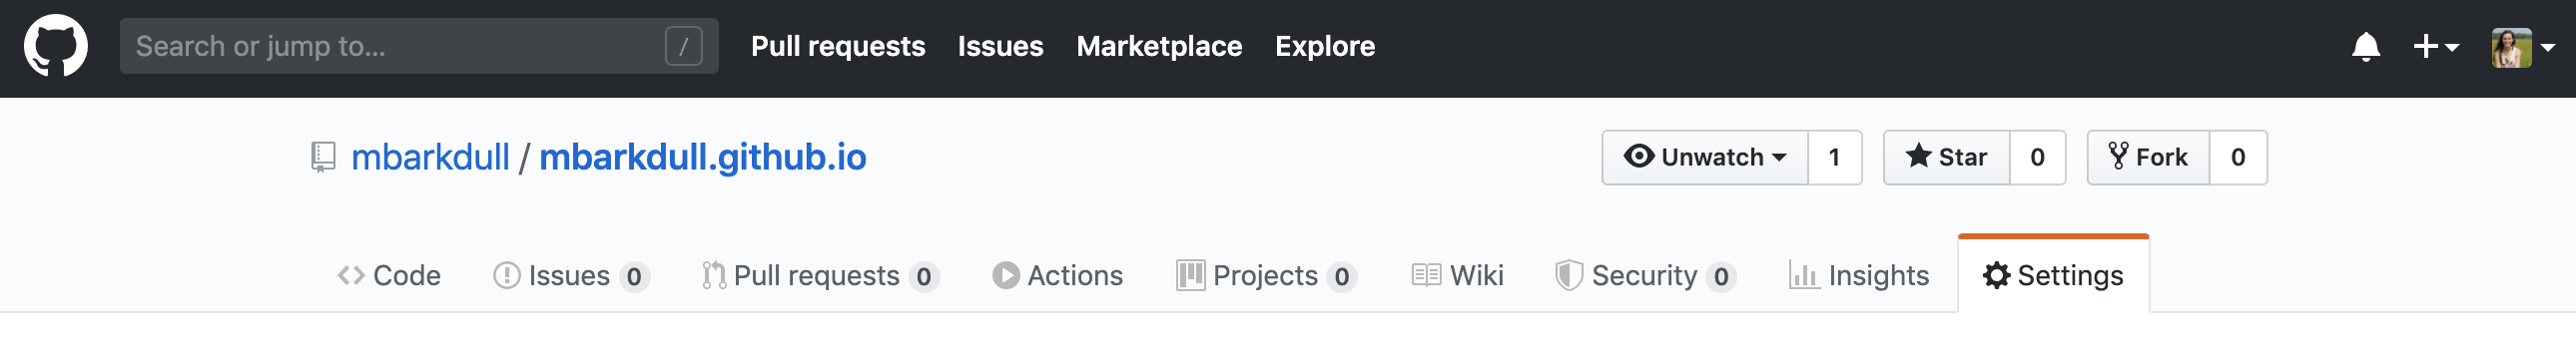 Search or jump to... / Pull requests Issues Marketplace Explore
mbarkdull / mbarkdull.github.io Unwatch 1 Star 0 Fork 0
Code Issues 0 Pull requests 0 Actions Projects 0 Wiki Security 0 Insights Settings